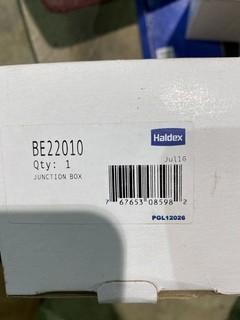 Haldex
BE22010
Jul16
Qty: 1
JUNCTION BOX
7 67653 08598 2
PGL12026